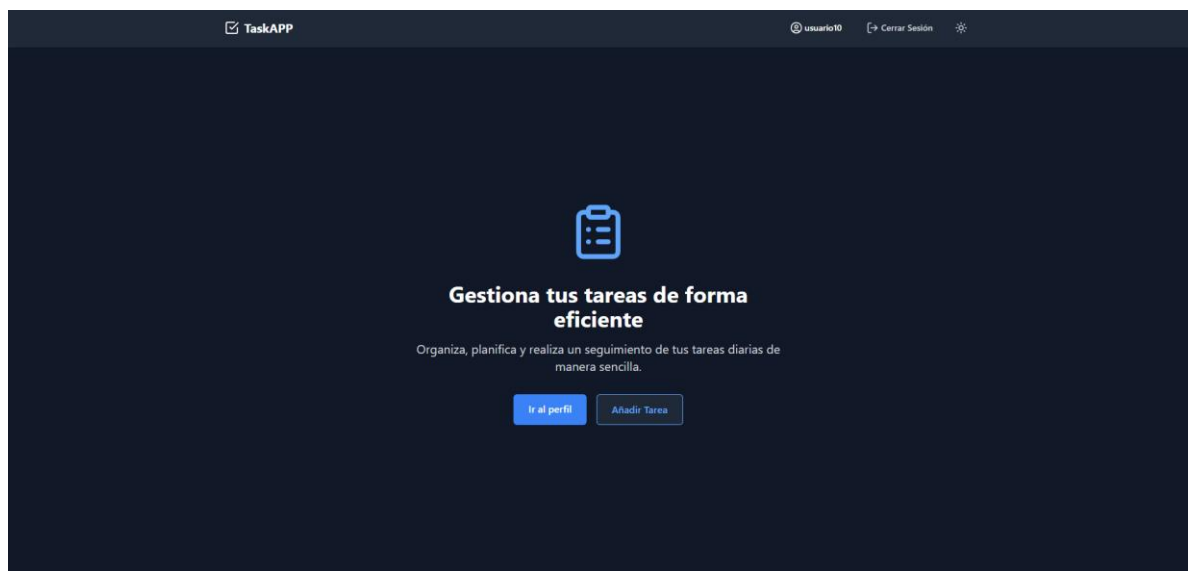 TaskAPP
usuario10
Cerrar Sesión
Gestiona tus tareas de forma
eficiente
Organiza, planifica y realiza un seguimiento de tus tareas diarias de
manera sencilla.
Ir al perfil
Añadir Tarea